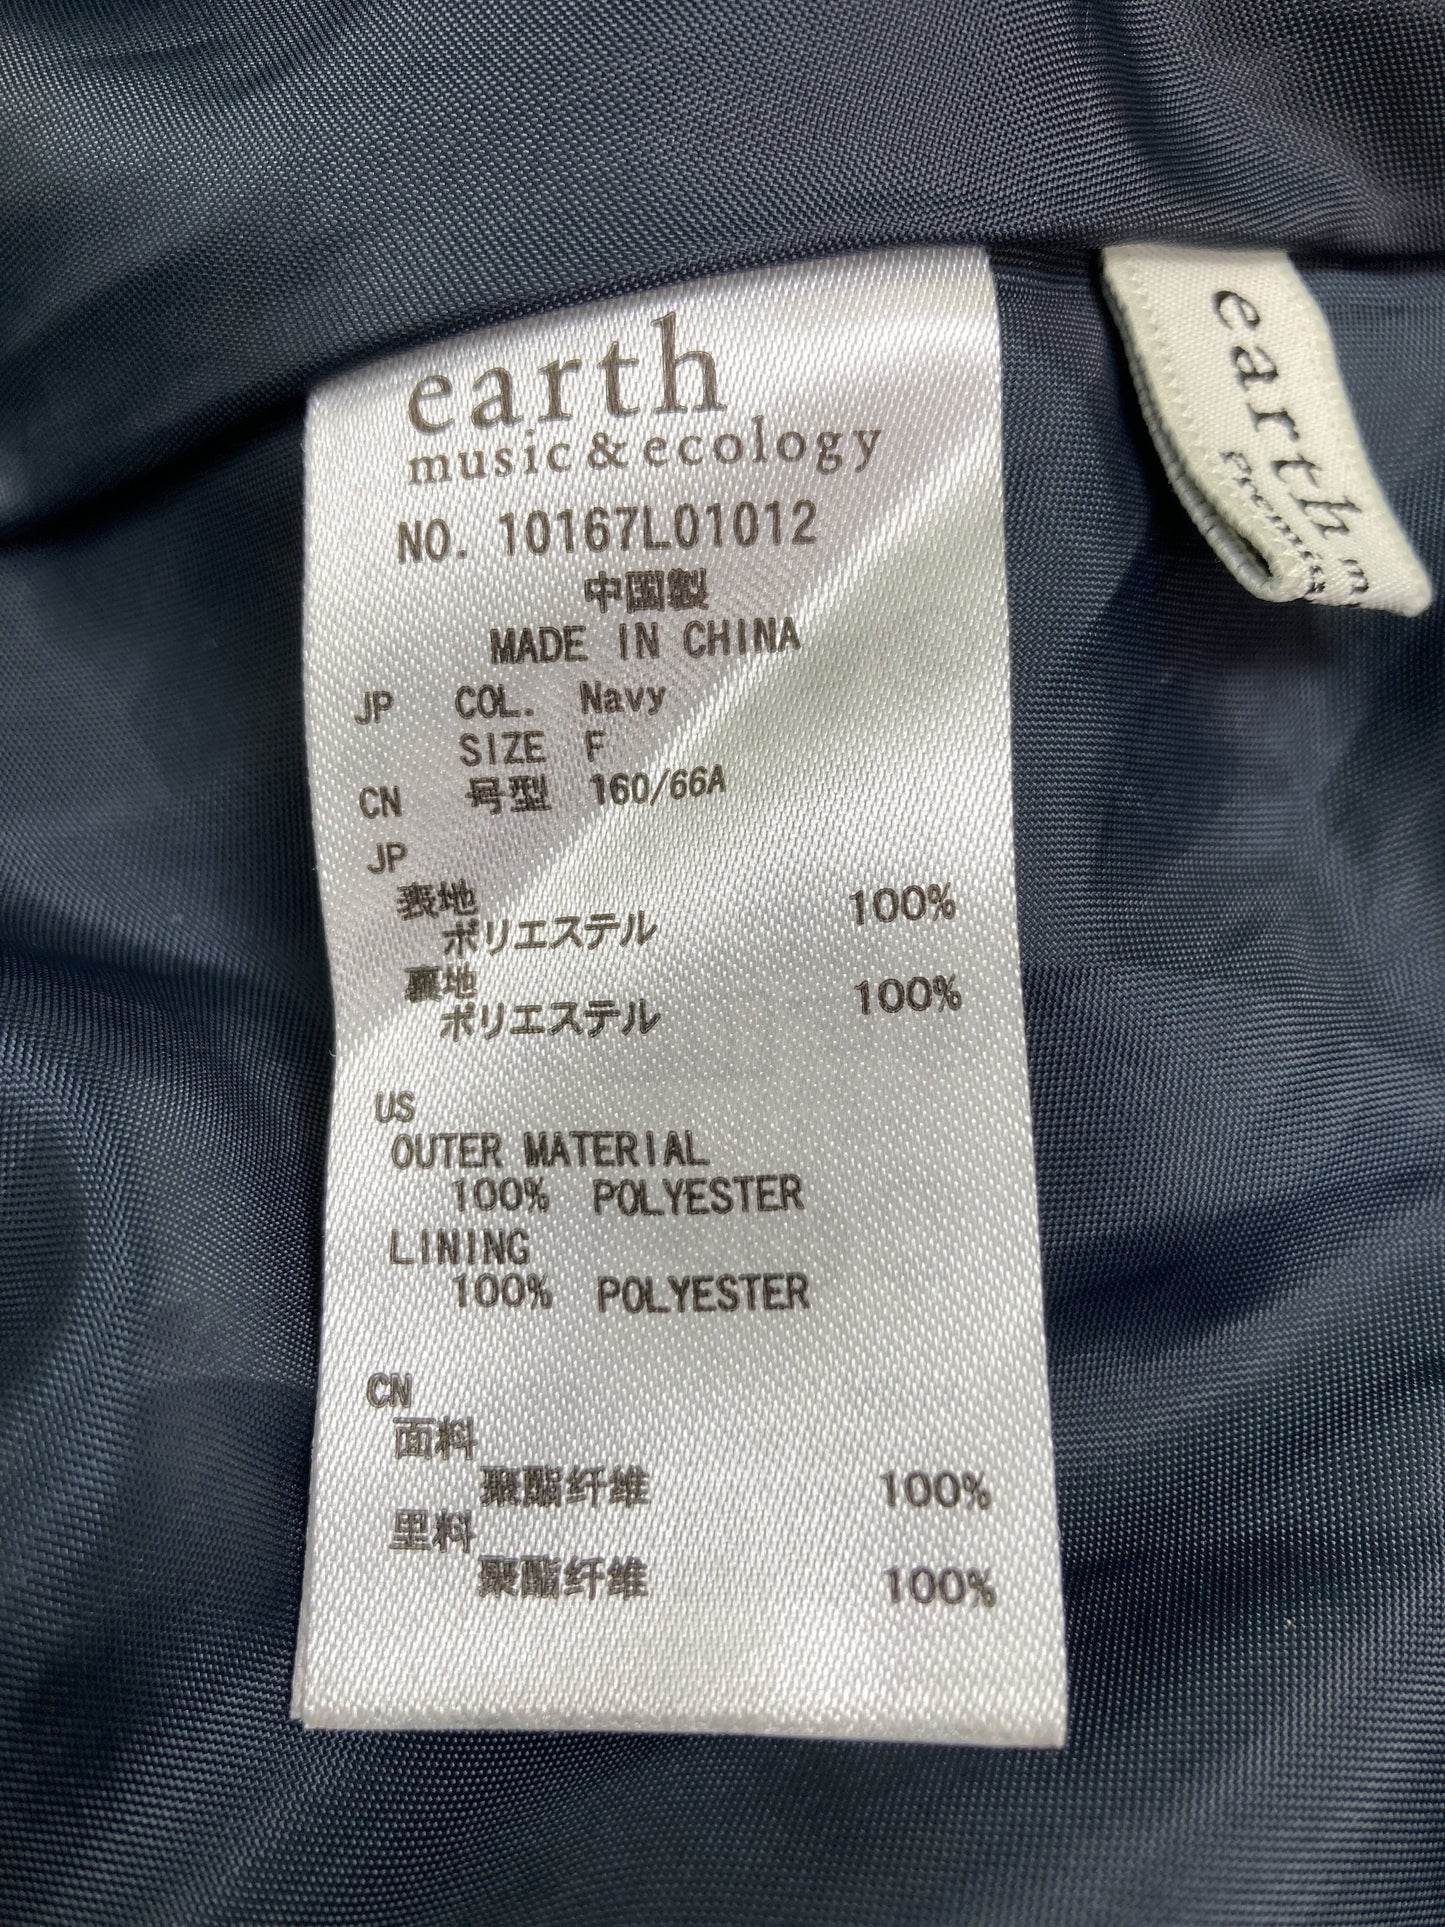 earth
music & ecology
NO. 10167L01012
中国製
MADE IN CHINA
JP COL. Navy
SIZE F
CN 号型 160/66A
JP
表地
ポリエステル 100%
裏地
ポリエステル 100%
US
OUTER MATERIAL
100% POLYESTER
LINING
100% POLYESTER
CN
面料
聚酯纤维 100%
里料
聚酯纤维 100%
earth